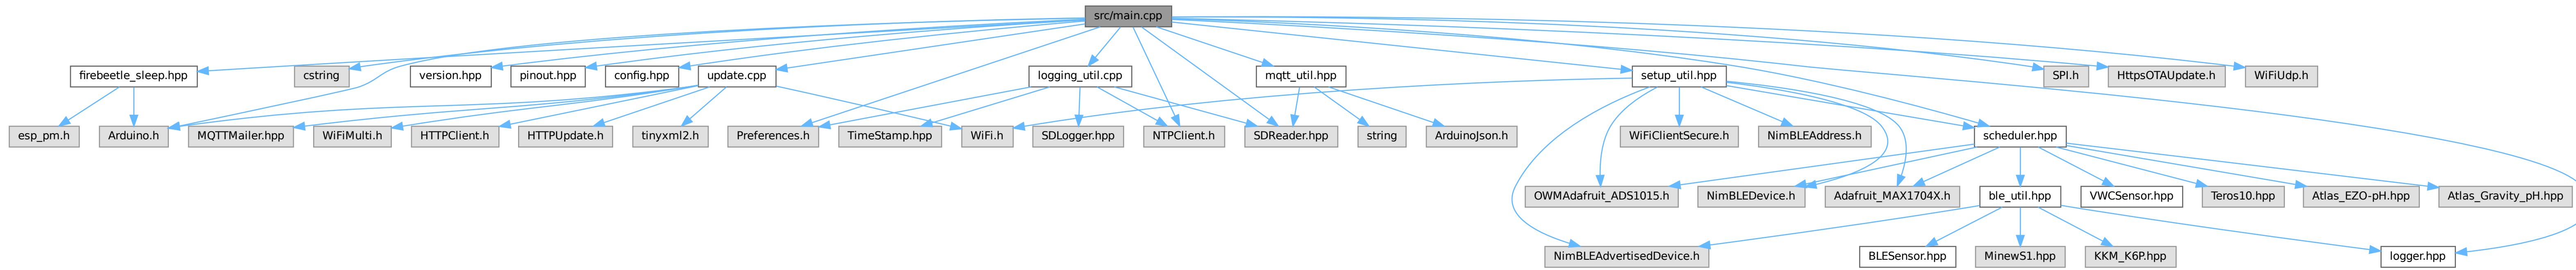 src/main.cpp
firebeetle_sleep.hpp
cstring
version.hpp
pinout.hpp
config.hpp
update.cpp
logging_util.cpp
mqtt_util.hpp
setup_util.hpp
SPI.h
HttpsOTAUpdate.h
WiFiUdp.h
esp_pm.h
Arduino.h
MQTTMailer.hpp
WiFiMulti.h
HTTPClient.h
HTTPUpdate.h
tinyxml2.h
Preferences.h
TimeStamp.hpp
WiFi.h
SDLogger.hpp
NTPClient.h
SDReader.hpp
string
ArduinoJson.h
WiFiClientSecure.h
NimBLEAddress.h
scheduler.hpp
OWMAdafruit_ADS1015.h
NimBLEDevice.h
Adafruit_MAX1704X.h
ble_util.hpp
VWCSensor.hpp
Teros10.hpp
Atlas_EZO-pH.hpp
Atlas_Gravity_pH.hpp
NimBLEAdvertisedDevice.h
BLESensor.hpp
MinewS1.hpp
KKM_K6P.hpp
logger.hpp